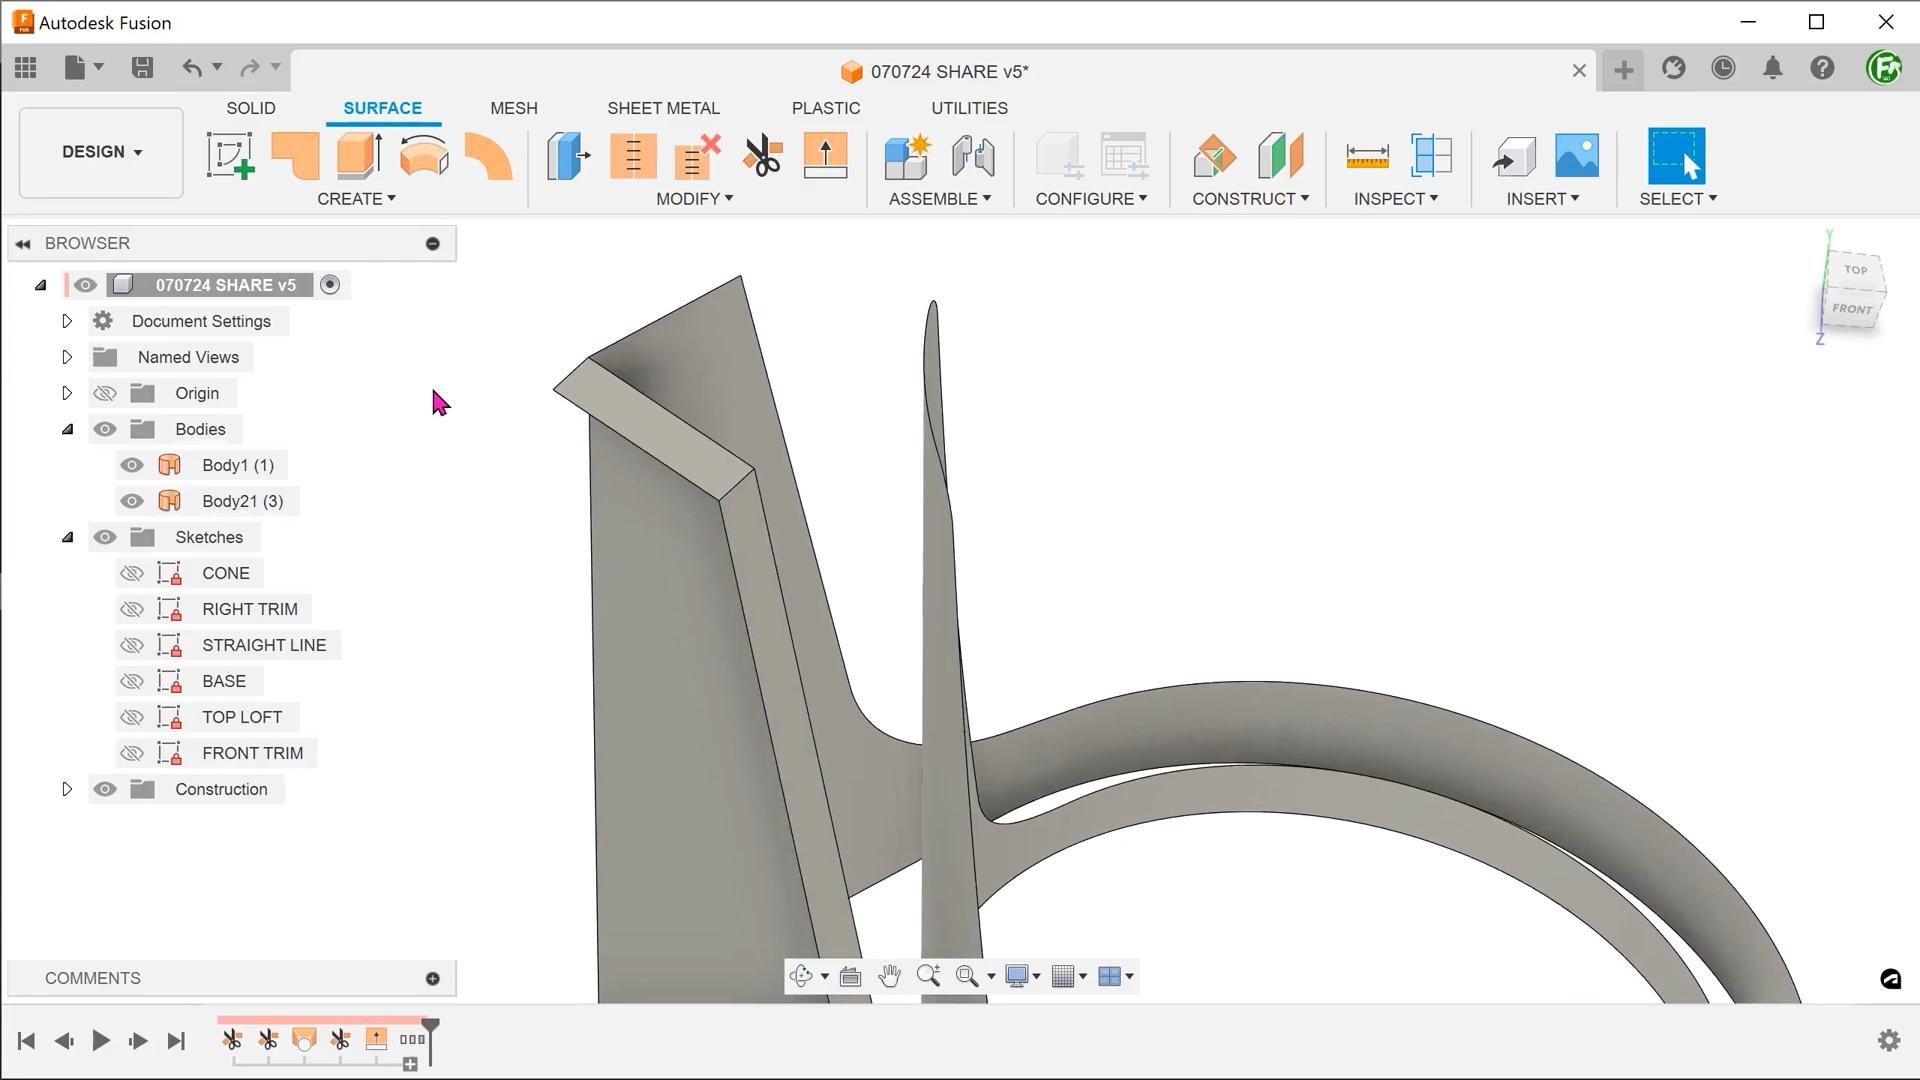 Autodesk Fusion
070724 SHARE v5*
SOLID SURFACE MESH SHEET METAL PLASTIC UTILITIES
DESIGN
CREATE MODIFY ASSEMBLE CONFIGURE CONSTRUCT INSPECT INSERT SELECT
BROWSER
070724 SHARE v5
Document Settings
Named Views
Origin
Bodies
Body1 (1)
Body21 (3)
Sketches
CONE
RIGHT TRIM
STRAIGHT LINE
BASE
TOP LOFT
FRONT TRIM
Construction
Y
TOP
FRONT
Z
COMMENTS